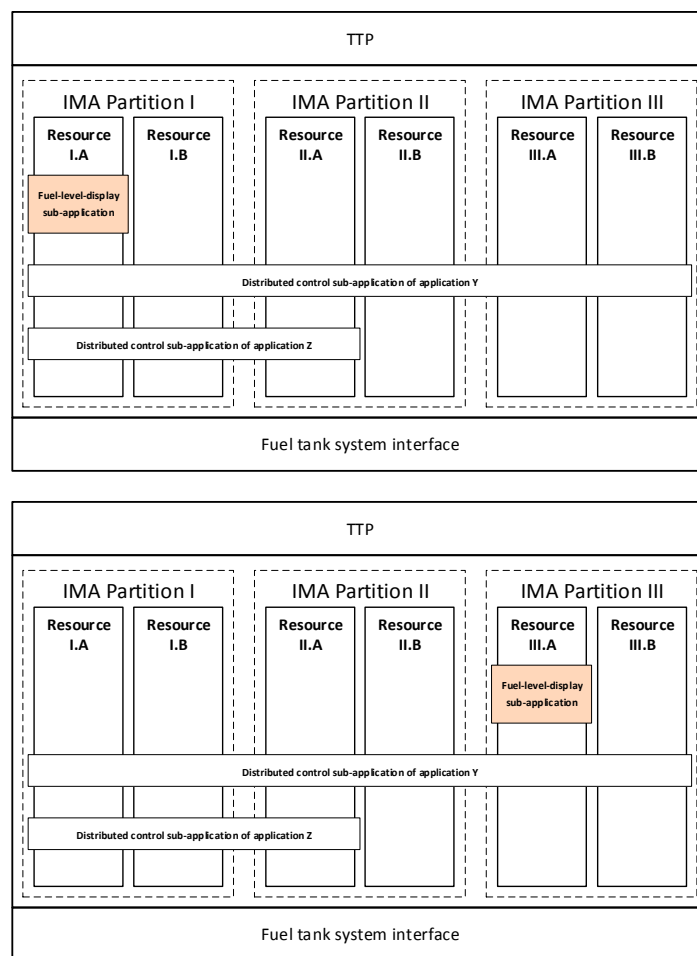 TTP
IMA Partition I
IMA Partition II
IMA Partition III
Resource
I.A
Resource
I.B
Resource
II.A
Resource
II.B
Resource
III.A
Resource
III.B
Fuel-level-display
sub-application
Distributed control sub-application of application Y
Distributed control sub-application of application Z
Fuel tank system interface
TTP
IMA Partition I
IMA Partition II
IMA Partition III
Resource
I.A
Resource
I.B
Resource
II.A
Resource
II.B
Resource
III.A
Resource
III.B
Fuel-level-display
sub-application
Distributed control sub-application of application Y
Distributed control sub-application of application Z
Fuel tank system interface